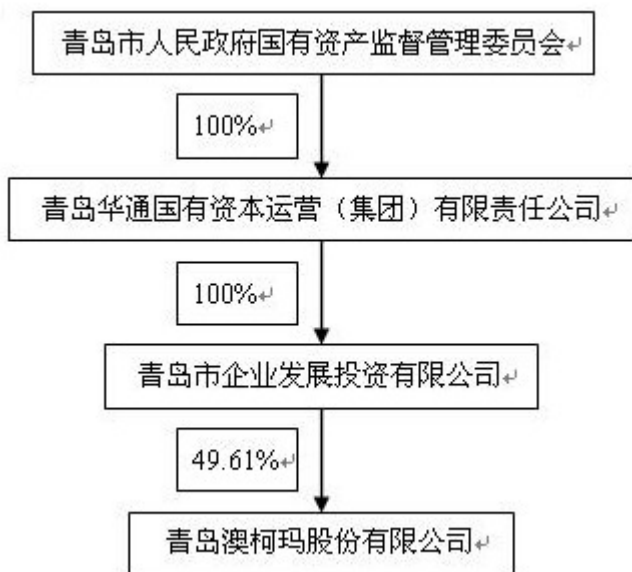 青岛市人民政府国有资产监督管理委员会↵
100%↵
青岛华通国有资本运营（集团）有限责任公司↵
100%↵
青岛市企业发展投资有限公司↵
49.61%↵
青岛澳柯玛股份有限公司↵